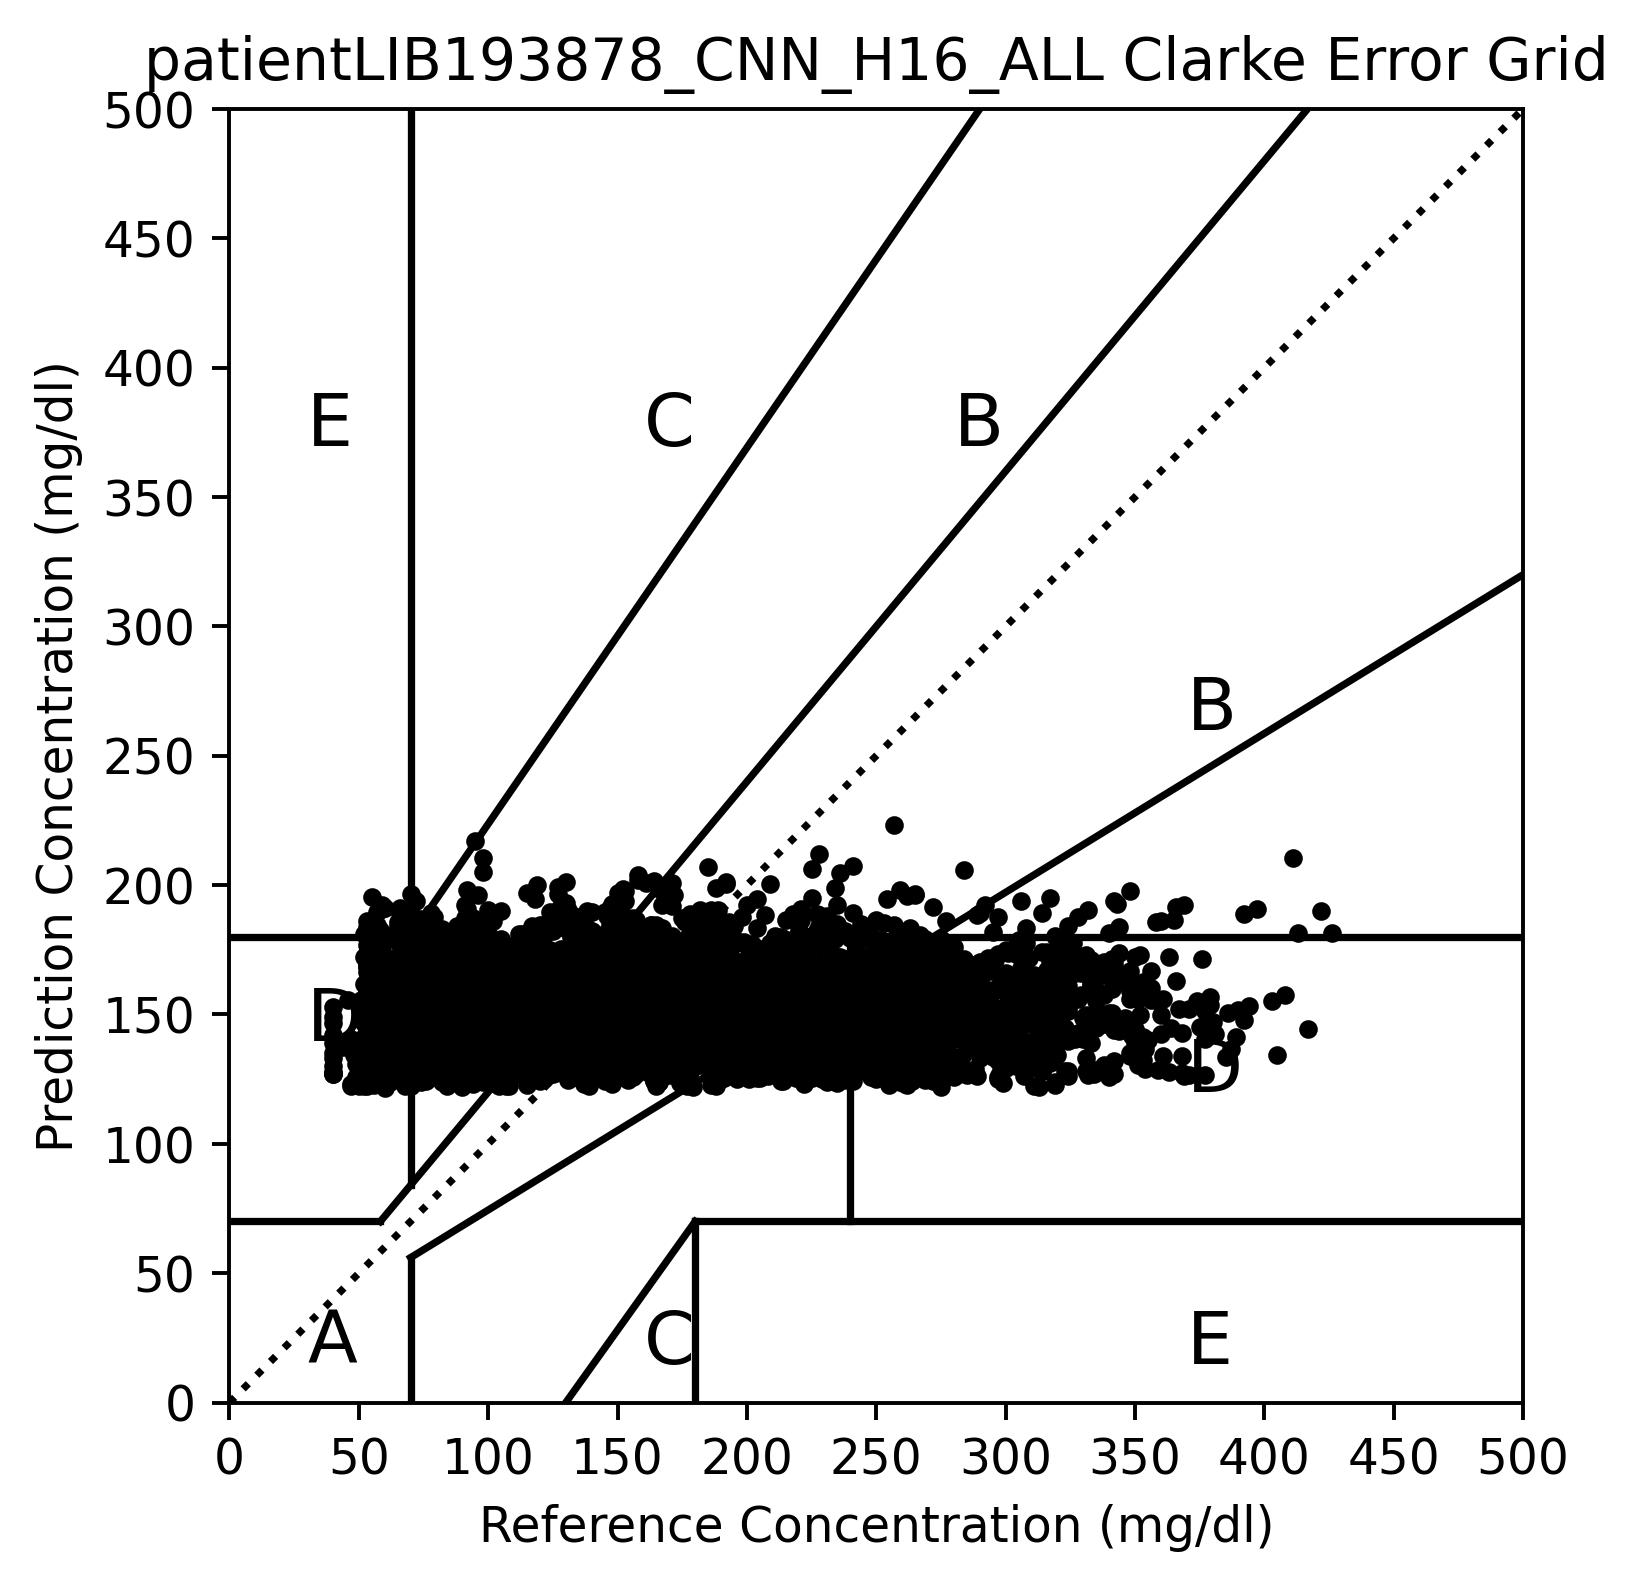 patientLIB193878_CNN_H16_ALL Clarke Error Grid
Prediction Concentration (mg/dl)
500
450
400
350
300
250
200
150
100
50
0
E
C
B
B
D
D
A
C
E
0 50 100 150 200 250 300 350 400 450 500
Reference Concentration (mg/dl)